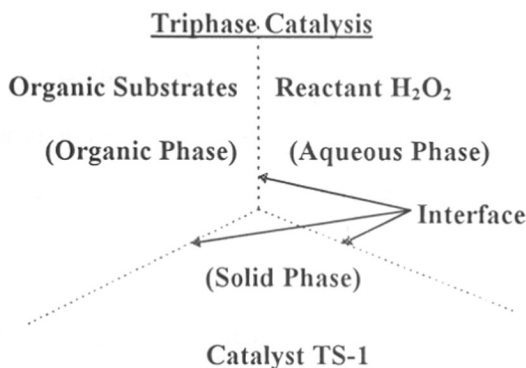 Triphase Catalysis
Organic Substrates
Reactant H₂O₂
(Organic Phase)
(Aqueous Phase)
Interface
(Solid Phase)
Catalyst TS-1